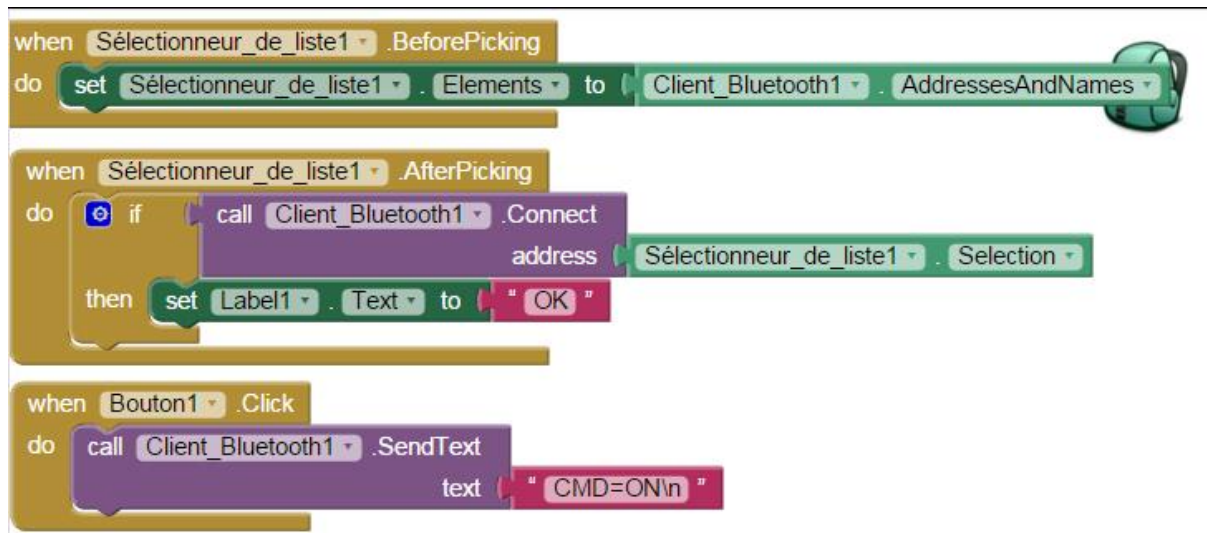 when Sélectionneur_de_liste1 .BeforePicking
do set Sélectionneur_de_liste1 . Elements to Client_Bluetooth1 . AddressesAndNames
when Sélectionneur_de_liste1 .AfterPicking
do if call Client_Bluetooth1 .Connect
address Sélectionneur_de_liste1 . Selection
then set Label1 . Text to " OK "
when Bouton1 .Click
do call Client_Bluetooth1 .SendText
text " CMD=ON\n "